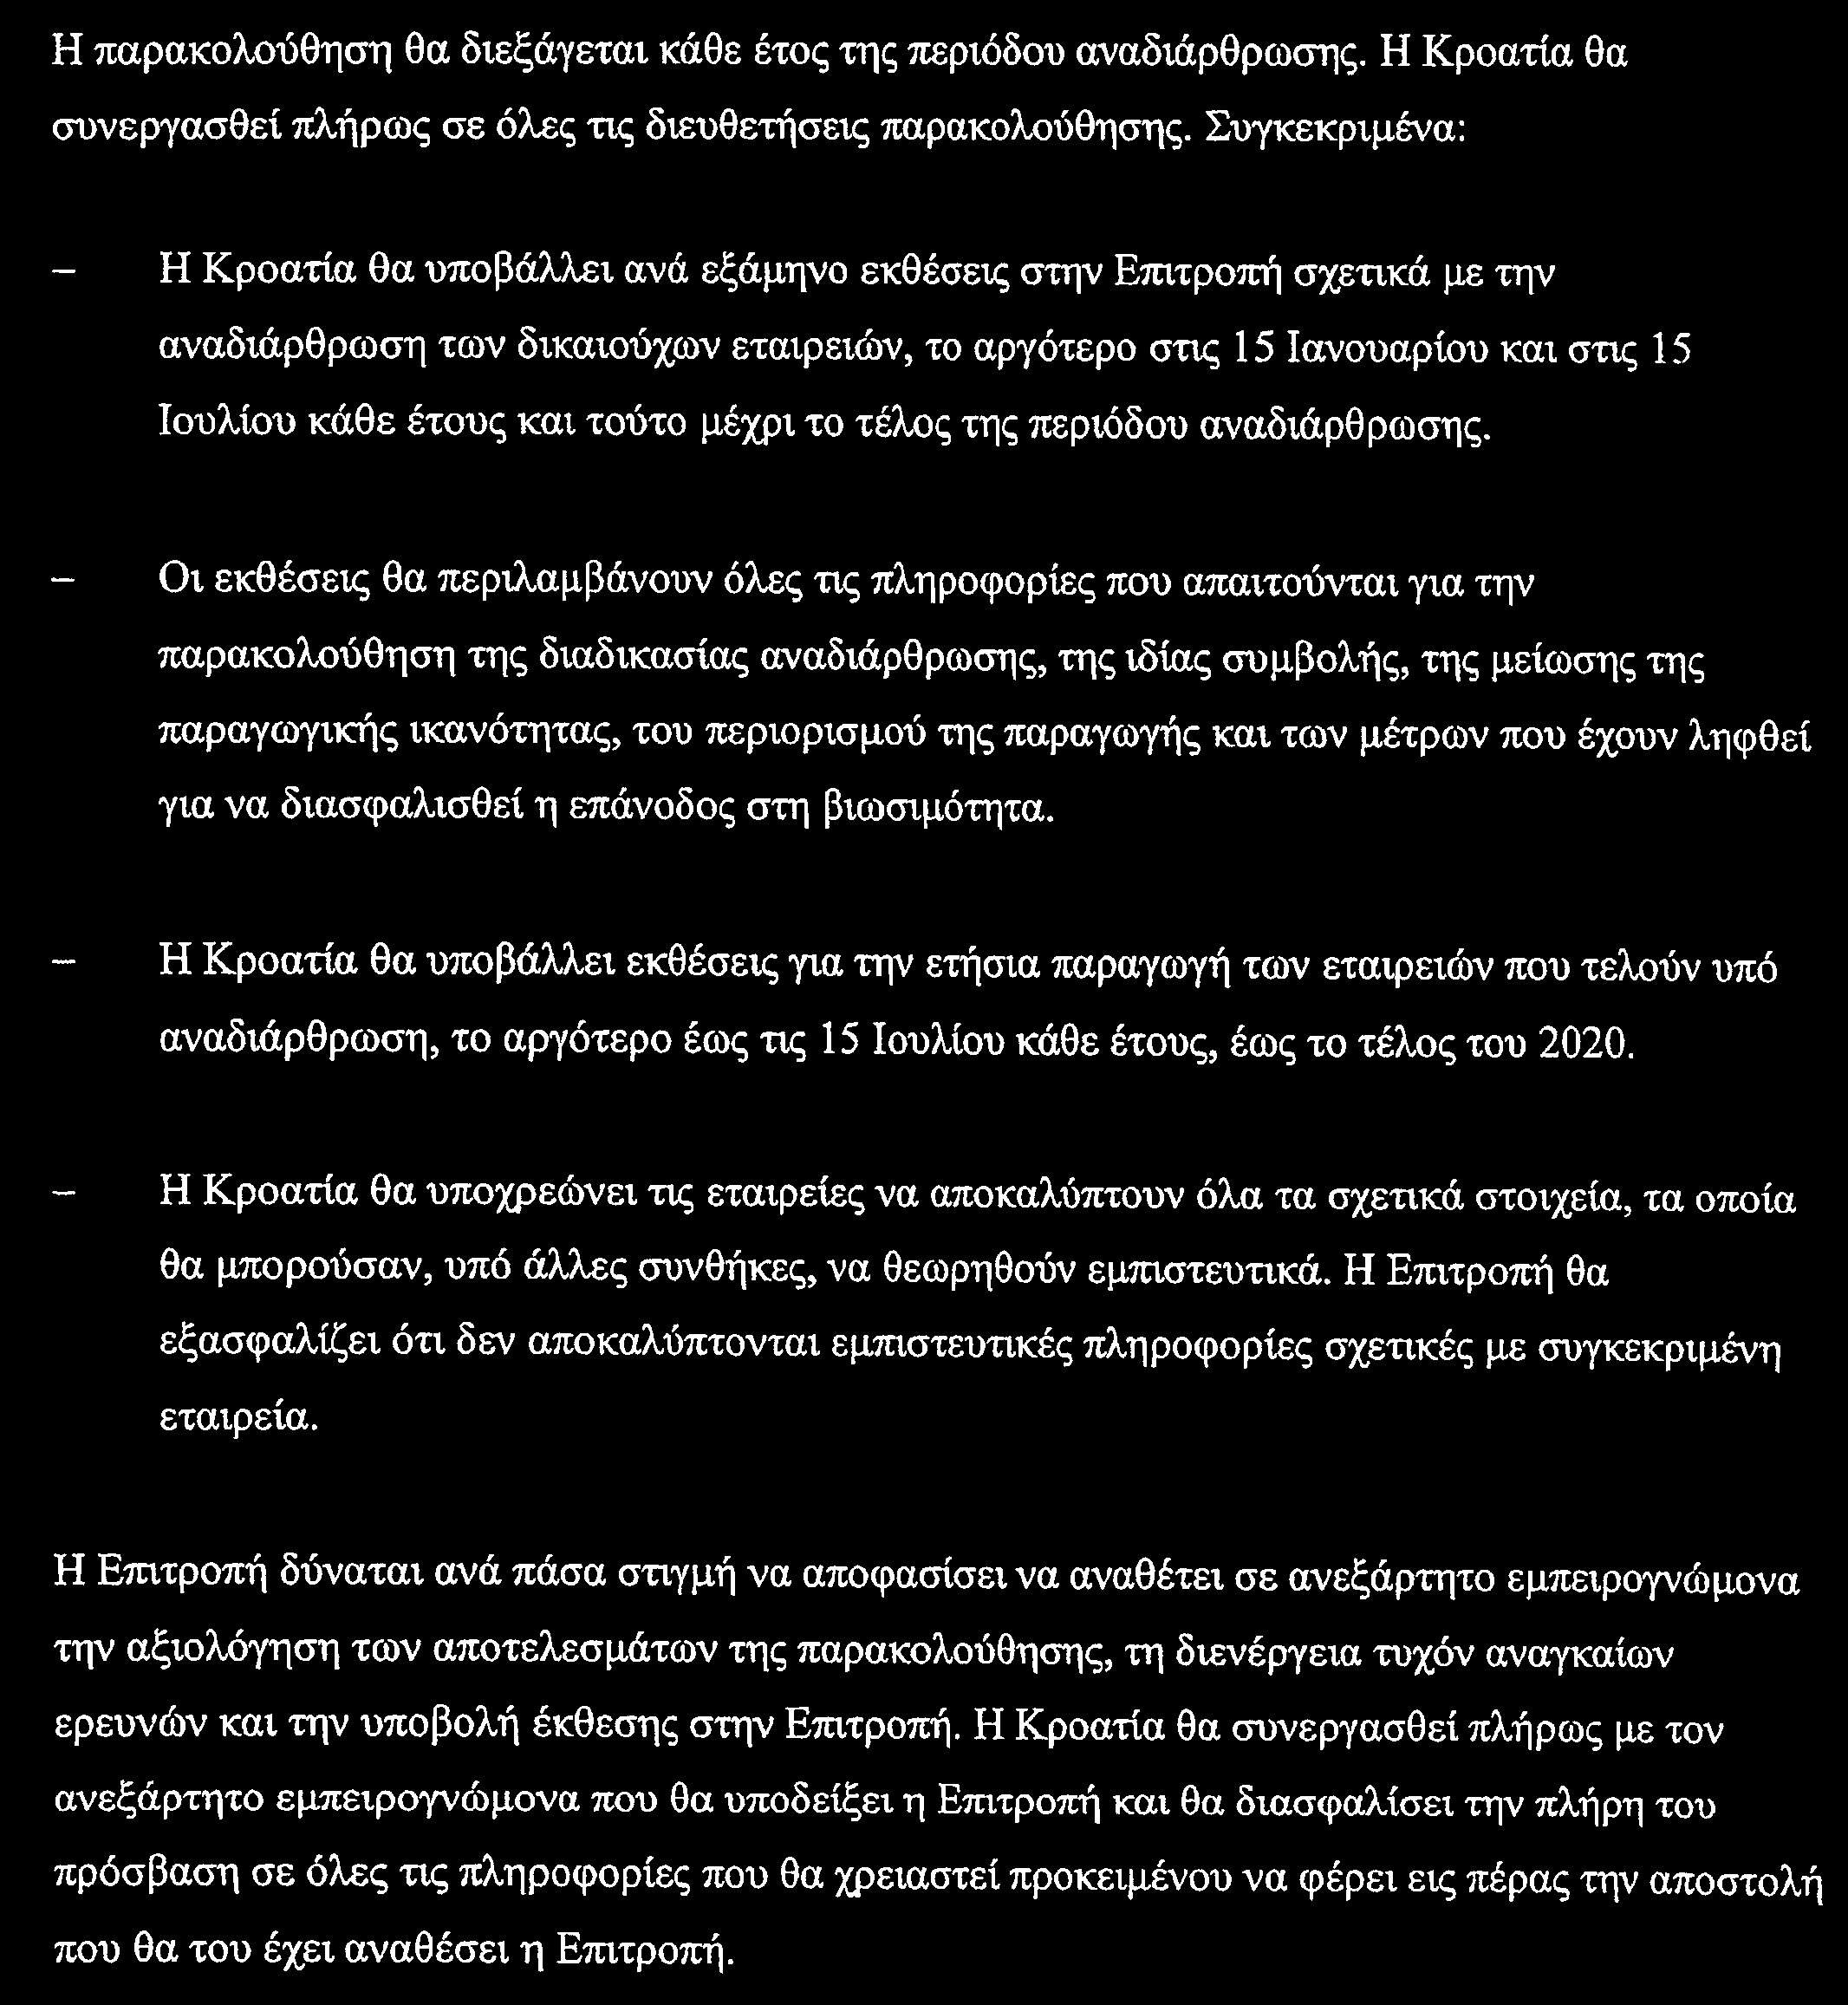 Η παρακολούθηση θα διεξάγεται κάθε έτος της περιόδου αναδιάρθρωσης. Η Κροατία θα
συνεργασθεί πλήρως σε όλες τις διευθετήσεις παρακολούθησης. Συγκεκριμένα:
– Η Κροατία θα υποβάλλει ανά εξάμηνο εκθέσεις στην Επιτροπή σχετικά με την
αναδιάρθρωση των δικαιούχων εταιρειών, το αργότερο στις 15 Ιανουαρίου και στις 15
Ιουλίου κάθε έτους και τούτο μέχρι το τέλος της περιόδου αναδιάρθρωσης.
– Οι εκθέσεις θα περιλαμβάνουν όλες τις πληροφορίες που απαιτούνται για την
παρακολούθηση της διαδικασίας αναδιάρθρωσης, της ιδίας συμβολής, της μείωσης της
παραγωγικής ικανότητας, του περιορισμού της παραγωγής και των μέτρων που έχουν ληφθεί
για να διασφαλισθεί η επάνοδος στη βιωσιμότητα.
– Η Κροατία θα υποβάλλει εκθέσεις για την ετήσια παραγωγή των εταιρειών που τελούν υπό
αναδιάρθρωση, το αργότερο έως τις 15 Ιουλίου κάθε έτους, έως το τέλος του 2020.
– Η Κροατία θα υποχρεώνει τις εταιρείες να αποκαλύπτουν όλα τα σχετικά στοιχεία, τα οποία
θα μπορούσαν, υπό άλλες συνθήκες, να θεωρηθούν εμπιστευτικά. Η Επιτροπή θα
εξασφαλίζει ότι δεν αποκαλύπτονται εμπιστευτικές πληροφορίες σχετικές με συγκεκριμένη
εταιρεία.
Η Επιτροπή δύναται ανά πάσα στιγμή να αποφασίσει να αναθέτει σε ανεξάρτητο εμπειρογνώμονα
την αξιολόγηση των αποτελεσμάτων της παρακολούθησης, τη διενέργεια τυχόν αναγκαίων
ερευνών και την υποβολή έκθεσης στην Επιτροπή. Η Κροατία θα συνεργασθεί πλήρως με τον
ανεξάρτητο εμπειρογνώμονα που θα υποδείξει η Επιτροπή και θα διασφαλίσει την πλήρη του
πρόσβαση σε όλες τις πληροφορίες που θα χρειαστεί προκειμένου να φέρει εις πέρας την αποστολή
που θα του έχει αναθέσει η Επιτροπή.